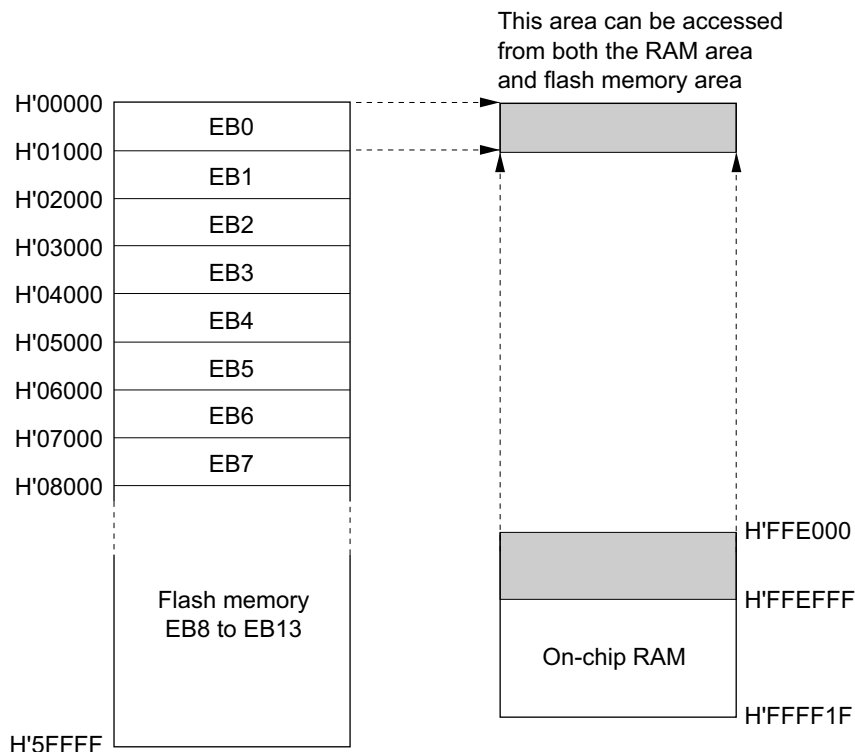 This area can be accessed
from both the RAM area
and flash memory area
H'00000
EB0
H'01000
EB1
H'02000
EB2
H'03000
EB3
H'04000
EB4
H'05000
EB5
H'06000
EB6
H'07000
EB7
H'08000
H'FFE000
Flash memory
EB8 to EB13
H'FFEFFF
On-chip RAM
H'FFFF1F
H'5FFFF